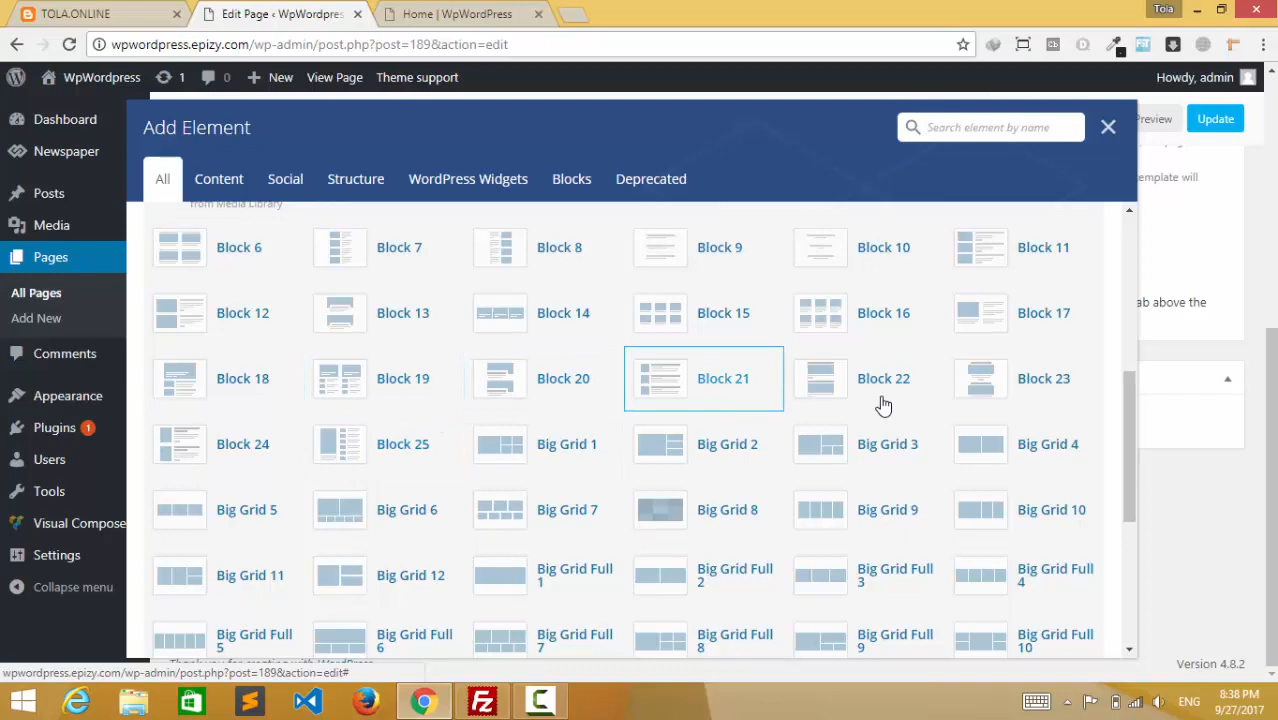 TOLA.ONLINE
Edit Page ‹ WpWordpress
Home | WpWordPress
Tola
wpwordpress.epizy.com/wp-admin/post.php?post=189&action=edit
WpWordpress
1
New
View Page
Theme support
Howdy, admin
Dashboard
Newspaper
Posts
Media
Pages
All Pages
Add New
Comments
Appearance
Plugins 1
Users
Tools
Visual Compose
Settings
Collapse menu
Preview
Update
template will
ab above the
Add Element
Search element by name
All
Content
Social
Structure
WordPress Widgets
Blocks
Deprecated
from Media Library
Block 6
Block 7
Block 8
Block 9
Block 10
Block 11
Block 12
Block 13
Block 14
Block 15
Block 16
Block 17
Block 18
Block 19
Block 20
Block 21
Block 22
Block 23
Block 24
Block 25
Big Grid 1
Big Grid 2
Big Grid 3
Big Grid 4
Big Grid 5
Big Grid 6
Big Grid 7
Big Grid 8
Big Grid 9
Big Grid 10
Big Grid 11
Big Grid 12
Big Grid Full
1
Big Grid Full
2
Big Grid Full
3
Big Grid Full
4
Big Grid Full
5
Big Grid Full
6
Big Grid Full
7
Big Grid Full
8
Big Grid Full
9
Big Grid Full
10
Thank you for creating with WordPress
Version 4.8.2
wpwordpress.epizy.com/wp-admin/post.php?post=189&action=edit#
ENG
8:38 PM
9/27/2017